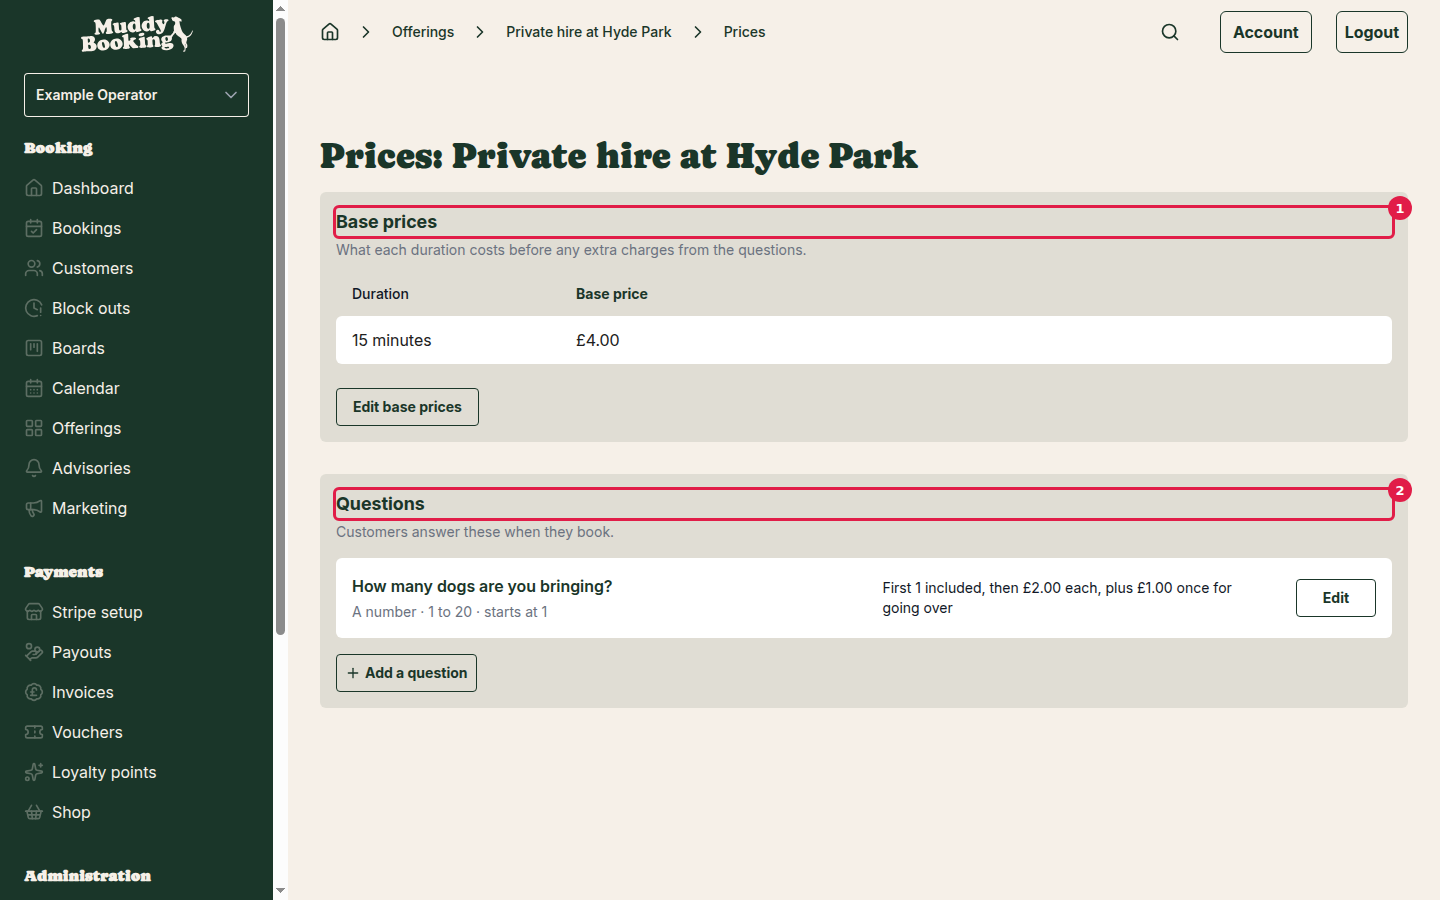 Muddy
Booking
Example Operator
Booking
Dashboard
Bookings
Customers
Block outs
Boards
Calendar
Offerings
Advisories
Marketing
Payments
Stripe setup
Payouts
Invoices
Vouchers
Loyalty points
Shop
Administration
Offerings
Private hire at Hyde Park
Prices
Account
Logout
Prices: Private hire at Hyde Park
1
Base prices
What each duration costs before any extra charges from the questions.
Duration
Base price
15 minutes
£4.00
Edit base prices
2
Questions
Customers answer these when they book.
How many dogs are you bringing?
A number · 1 to 20 · starts at 1
First 1 included, then £2.00 each, plus £1.00 once for
going over
Edit
Add a question